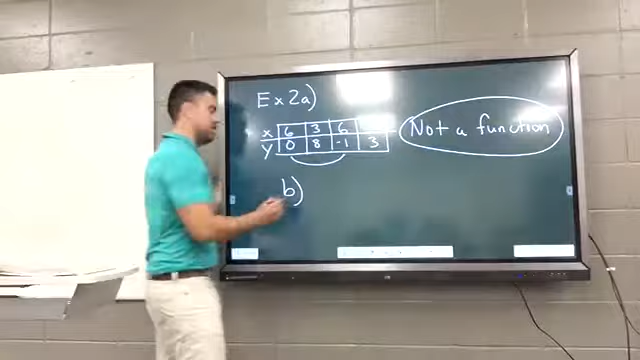 Ex 2a)
x 6 3 6
y 0 8 -1 3
Not a function
b)